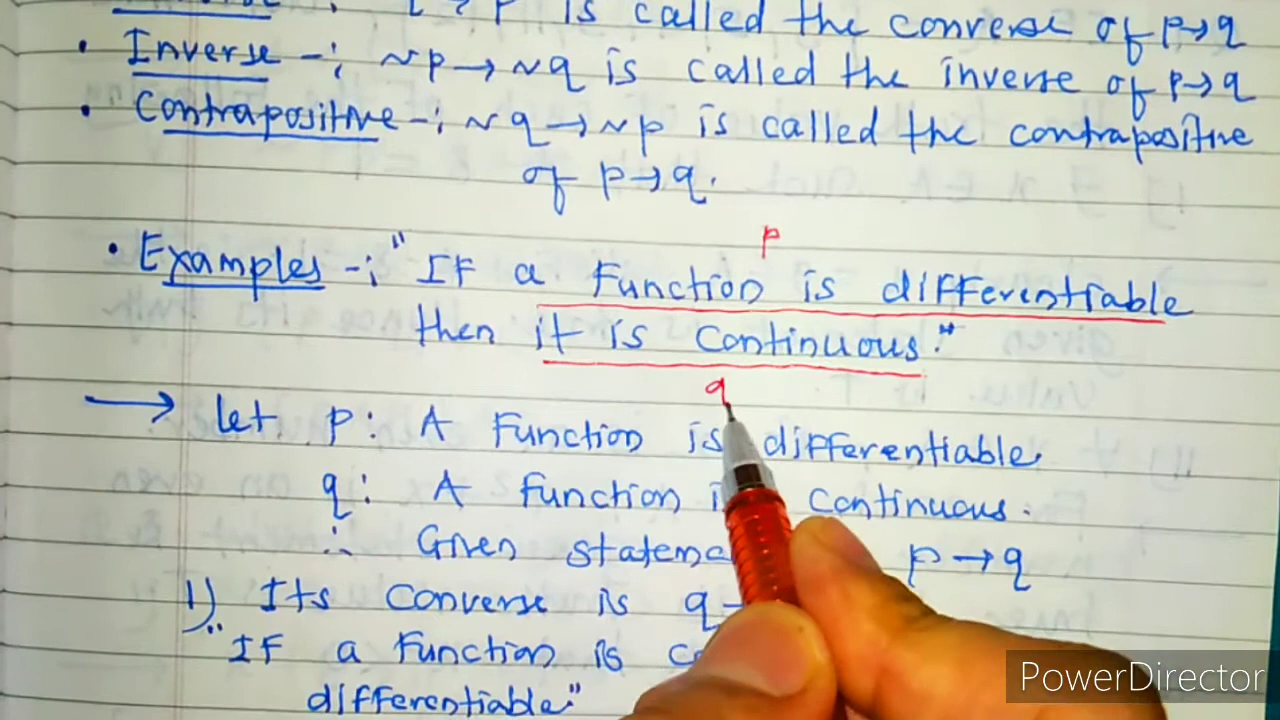 is called the converse of p→q
• Inverse -; ~p→~q is called the inverse of p→q
• Contrapositive -; ~q→~p is called the contrapositive
of p→q.
p
• Examples -; "If a function is differentiable
then it is continuous."
q
→ let p: A function is differentiable.
q: A function i continuous.
∴ Given stateme p→q
1) Its converse is q-
"If a function is c
differentiable"
PowerDirector